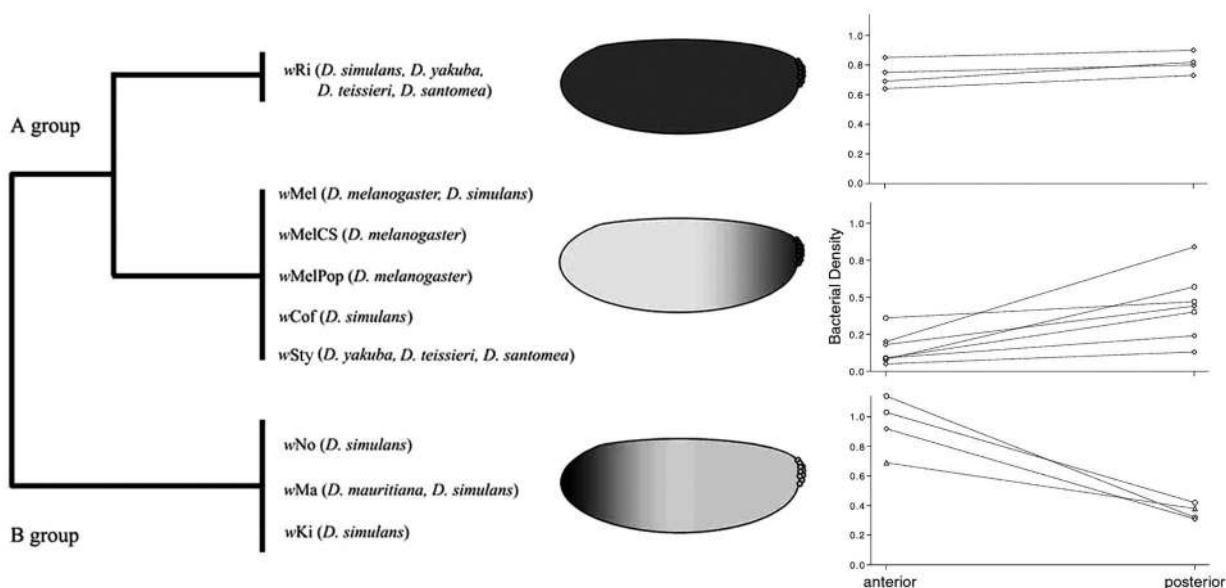 A group
wRi (D. simulans, D. yakuba,
D. teissieri, D. santomea)
wMel (D. melanogaster, D. simulans)
wMelCS (D. melanogaster)
wMelPop (D. melanogaster)
wCof (D. simulans)
wSty (D. yakuba, D. teissieri, D. santomea)
wNo (D. simulans)
wMa (D. mauritiana, D. simulans)
wKi (D. simulans)
B group
1.0
0.8
0.6
0.4
0.2
0.0
Bacterial Density
1.0
0.8
0.5
0.2
0.0
1.0
0.8
0.6
0.4
0.2
0.0
anterior
posterior